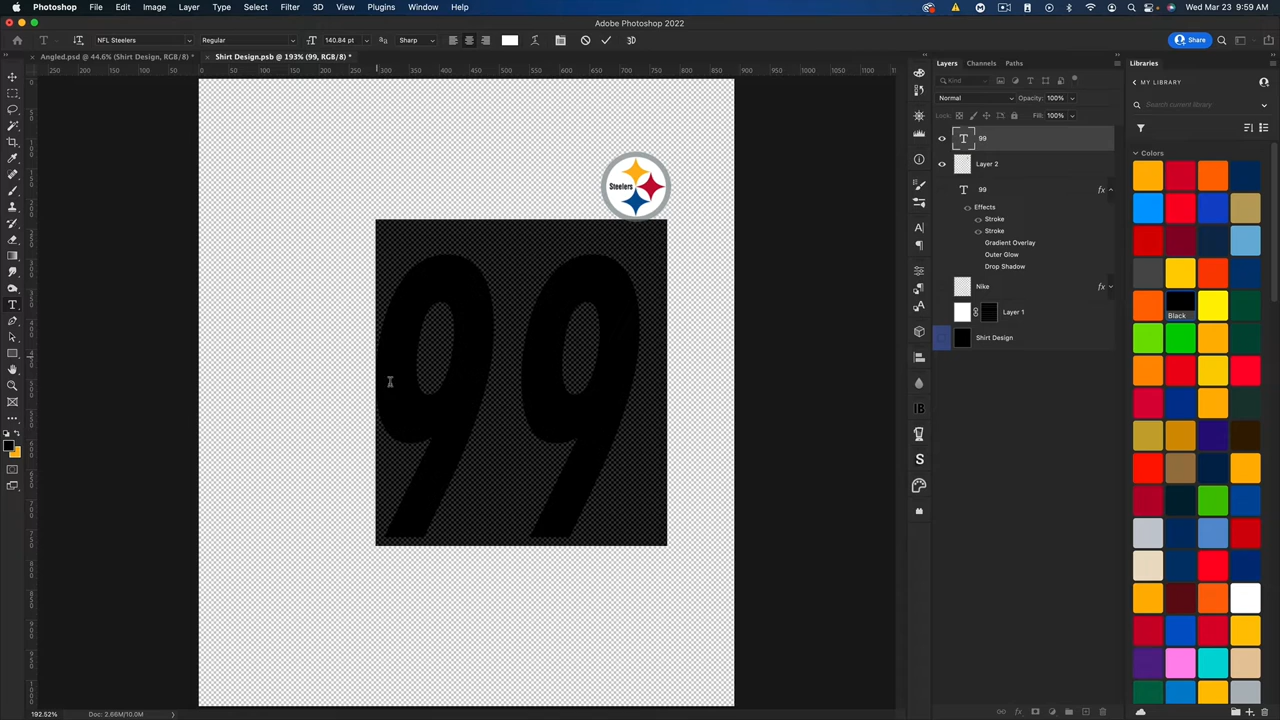 Photoshop File Edit Image Layer Type Select Filter 3D View Plugins Window Help Wed Mar 23 9:59 AM
Adobe Photoshop 2022
NFL Steelers Regular 140.84 pt Sharp 3D Share
Angled.psd @ 44.6% (Shirt Design, RGB/8) *
Shirt Design.psb @ 193% (99, RGB/8) *
Layers Channels Paths
Libraries
Kind
MY LIBRARY
Normal Opacity: 100%
Search current library
Lock: Fill: 100%
99
Layer 2
99 fx
Effects
Stroke
Stroke
Gradient Overlay
Outer Glow
Drop Shadow
Nike fx
Layer 1
Shirt Design
Colors
Black
Steelers
99
192.52% Doc: 2.66M/10.0M